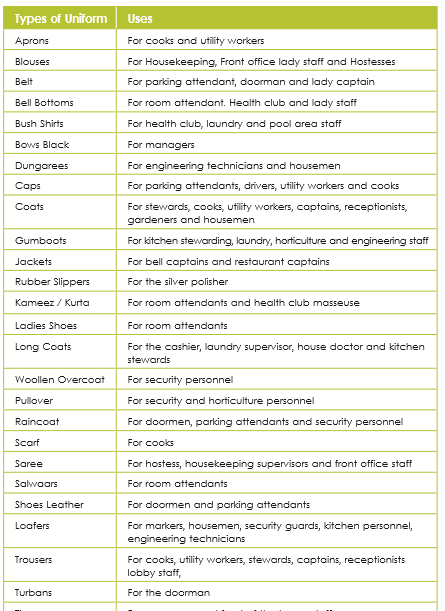 Types of Uniform Uses
Aprons For cooks and utility workers
Blouses For Housekeeping, Front office lady staff and Hostesses
Belt For parking attendant, doorman and lady captain
Bell Bottoms For room attendant. Health club and lady staff
Bush Shirts For health club, laundry and pool area staff
Bows Black For managers
Dungarees For engineering technicians and housemen
Caps For parking attendants, drivers, utility workers and cooks
Coats For stewards, cooks, utility workers, captains, receptionists,
gardeners and housemen
Gumboots For kitchen stewarding, laundry, horticulture and engineering staff
Jackets For bell captains and restaurant captains
Rubber Slippers For the silver polisher
Kameez / Kurta For room attendants and health club masseuse
Ladies Shoes For room attendants
Long Coats For the cashier, laundry supervisor, house doctor and kitchen
stewards
Woollen Overcoat For security personnel
Pullover For security and horticulture personnel
Raincoat For doormen, parking attendants and security personnel
Scarf For cooks
Saree For hostess, housekeeping supervisors and front office staff
Salwaars For room attendants
Shoes Leather For doormen and parking attendants
Loafers For markers, housemen, security guards, kitchen personnel,
engineering technicians
Trousers For cooks, utility workers, stewards, captains, receptionists
lobby staff,
Turbans For the doorman